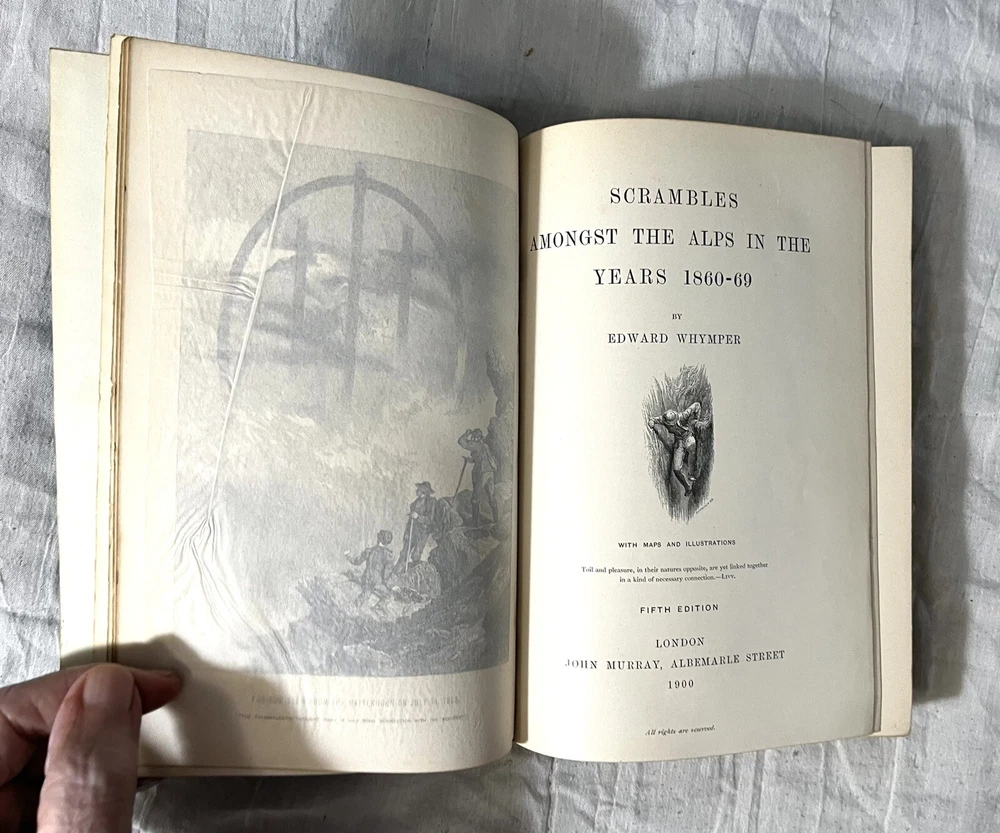 SCRAMBLES
AMONGST THE ALPS IN THE
YEARS 1860-69
BY
EDWARD WHYMPER
WITH MAPS AND ILLUSTRATIONS
Toil and pleasure, in their natures opposite, are yet linked together
in a kind of necessary connection.—LIVY.
FIFTH EDITION
LONDON
JOHN MURRAY, ALBEMARLE STREET
1900
All rights are reserved.